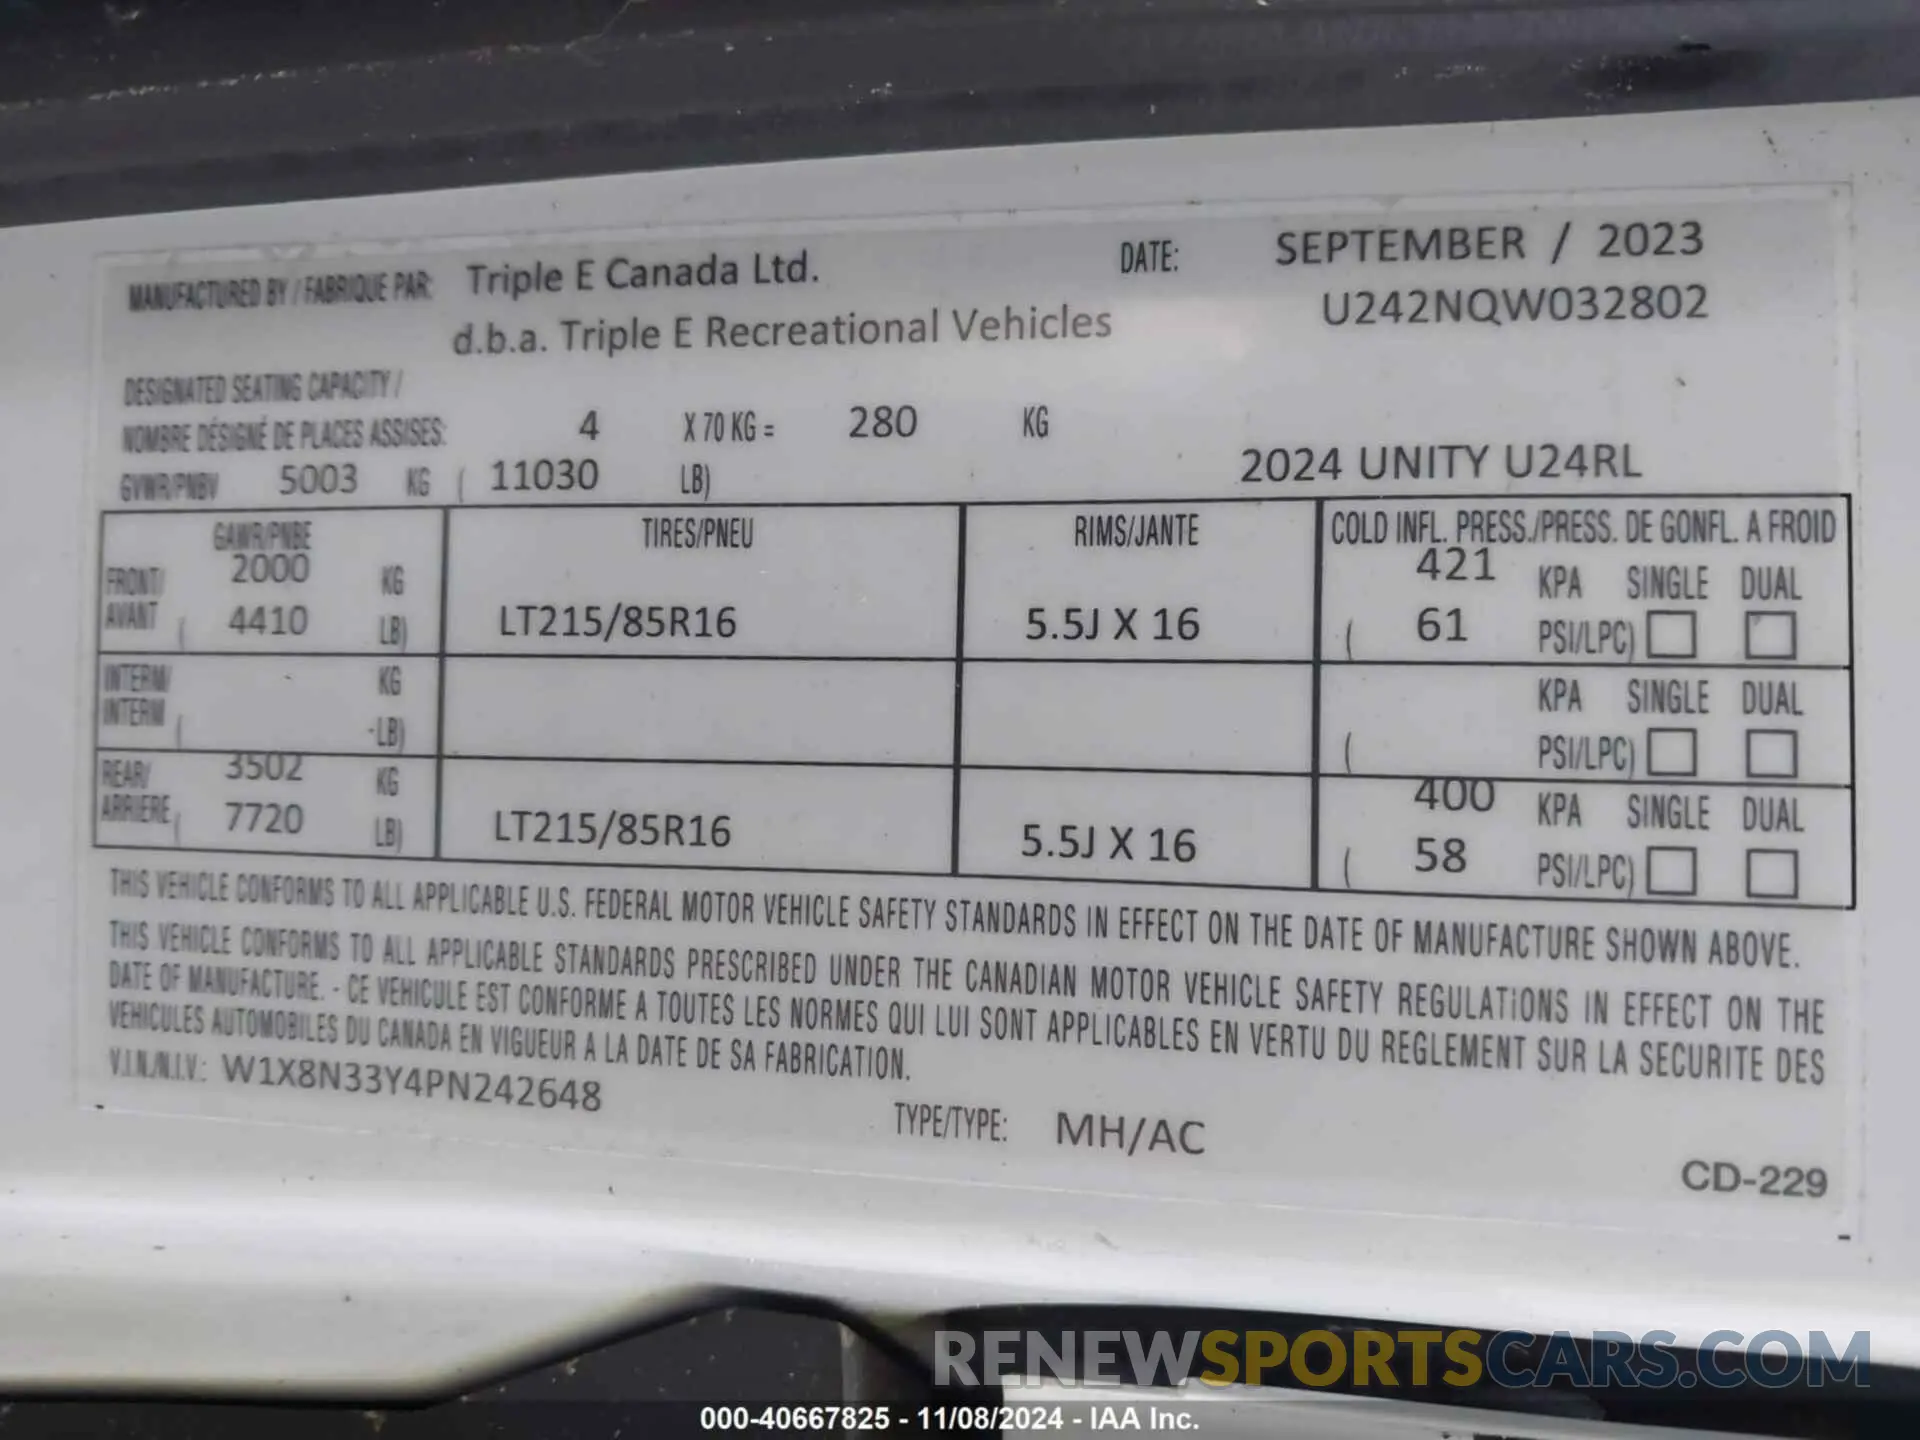 MANUFACTURED BY / FABRIQUE PAR: Triple E Canada Ltd. DATE: SEPTEMBER / 2023
d.b.a. Triple E Recreational Vehicles U242NQW032802
DESIGNATED SEATING CAPACITY /
NOMBRE DÉSIGNÉ DE PLACES ASSISES: 4 X 70 KG = 280 KG
GVWR/PNBV 5003 KG ( 11030 LB) 2024 UNITY U24RL
GAWR/PNBE TIRES/PNEU RIMS/JANTE COLD INFL. PRESS./PRESS. DE GONFL. A FROID
FRONT/ 2000 KG 421 KPA SINGLE DUAL
AVANT ( 4410 LB) LT215/85R16 5.5J X 16 ( 61 PSI/LPC)
INTERM/ KG KPA SINGLE DUAL
INTERM ( -LB) ( PSI/LPC)
REAR/ 3502 KG 400 KPA SINGLE DUAL
ARRIERE ( 7720 LB) LT215/85R16 5.5J X 16 ( 58 PSI/LPC)
THIS VEHICLE CONFORMS TO ALL APPLICABLE U.S. FEDERAL MOTOR VEHICLE SAFETY STANDARDS IN EFFECT ON THE DATE OF MANUFACTURE SHOWN ABOVE.
THIS VEHICLE CONFORMS TO ALL APPLICABLE STANDARDS PRESCRIBED UNDER THE CANADIAN MOTOR VEHICLE SAFETY REGULATIONS IN EFFECT ON THE
DATE OF MANUFACTURE. - CE VEHICULE EST CONFORME A TOUTES LES NORMES QUI LUI SONT APPLICABLES EN VERTU DU REGLEMENT SUR LA SECURITE DES
VEHICULES AUTOMOBILES DU CANADA EN VIGUEUR A LA DATE DE SA FABRICATION.
V.I.N./N.I.V.: W1X8N33Y4PN242648 TYPE/TYPE: MH/AC
CD-229
RENEWSPORTSCARS.COM
000-40667825 - 11/08/2024 - IAA Inc.